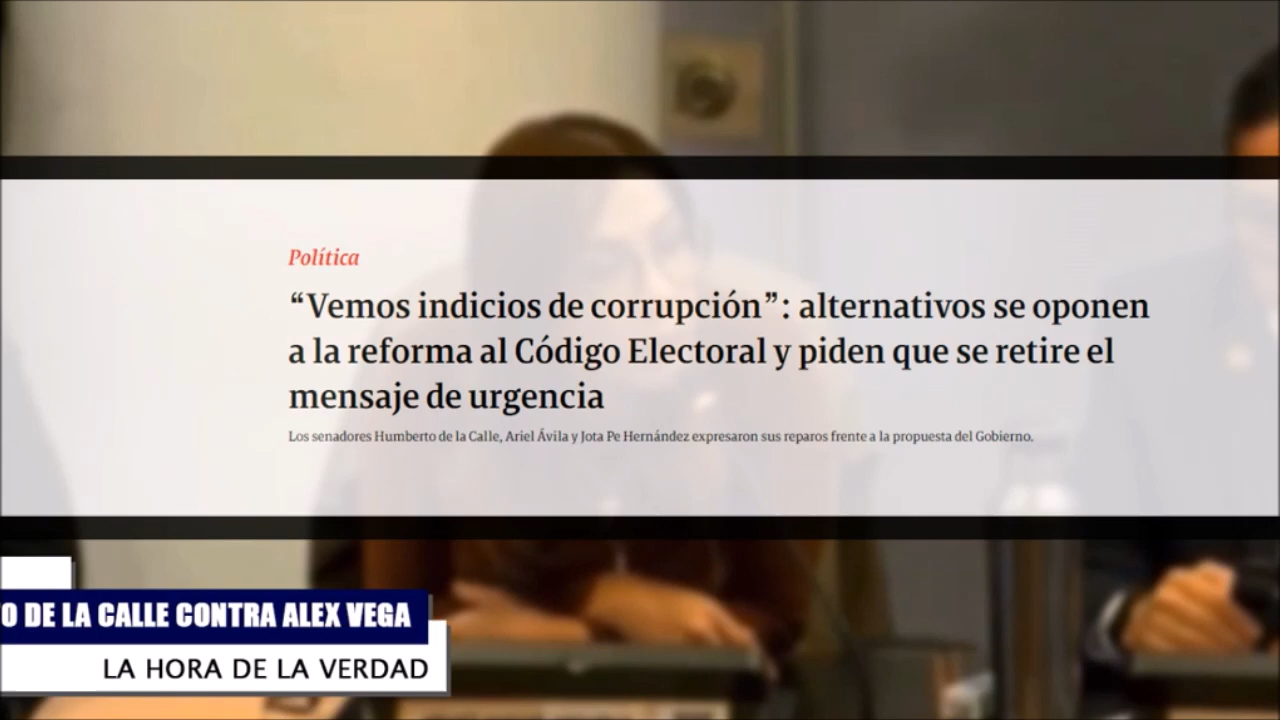 Política
“Vemos indicios de corrupción”: alternativos se oponen
a la reforma al Código Electoral y piden que se retire el
mensaje de urgencia
Los senadores Humberto de la Calle, Ariel Ávila y Jota Pe Hernández expresaron sus reparos frente a la propuesta del Gobierno.
DE LA CALLE CONTRA ALEX VEGA
LA HORA DE LA VERDAD